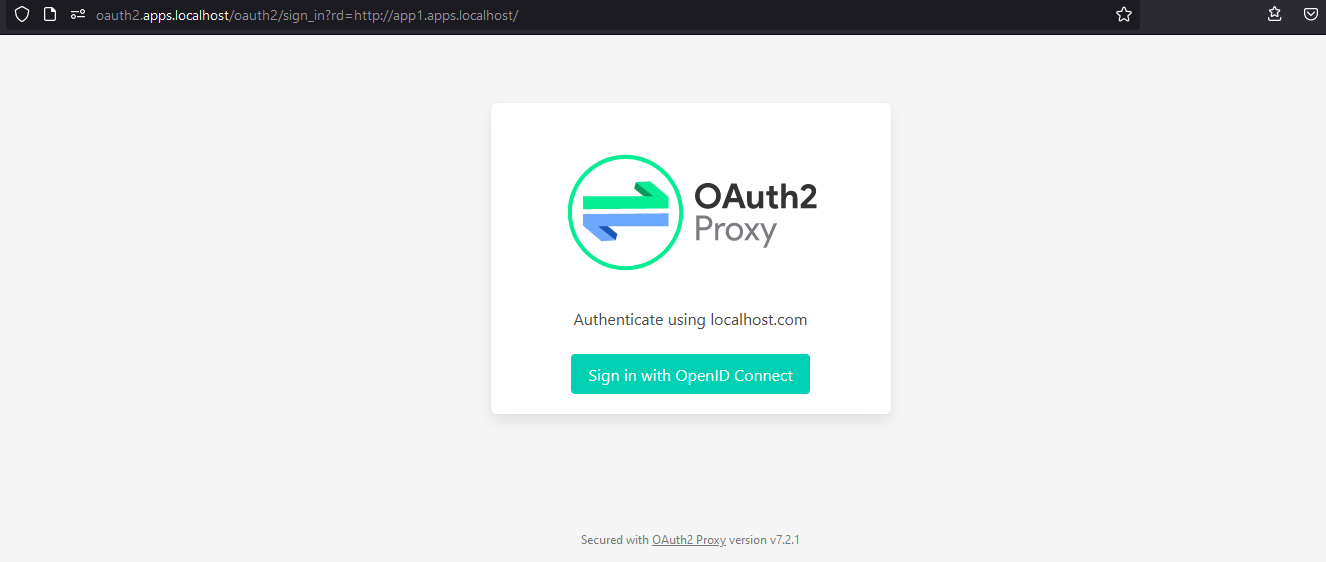 oauth2.apps.localhost/oauth2/sign_in?rd=http://app1.apps.localhost/
OAuth2
Proxy
Authenticate using localhost.com
Sign in with OpenID Connect
Secured with OAuth2 Proxy version v7.2.1